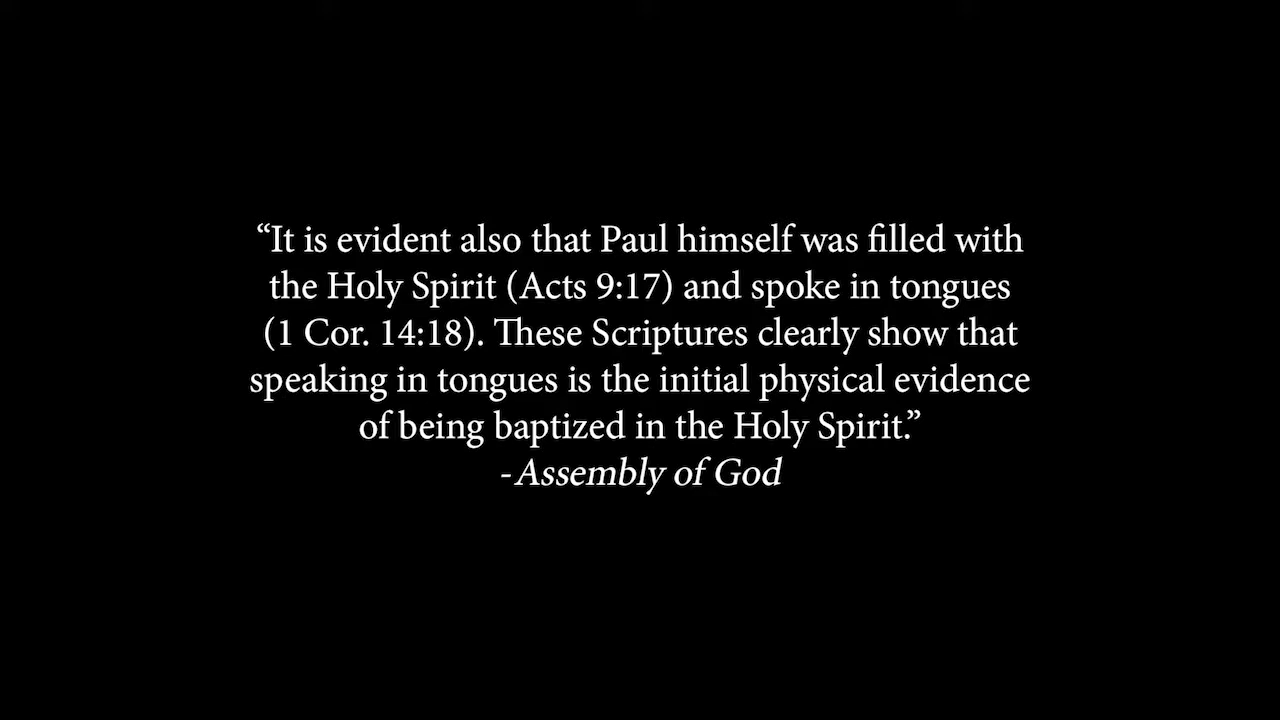 “It is evident also that Paul himself was filled with
the Holy Spirit (Acts 9:17) and spoke in tongues
(1 Cor. 14:18). These Scriptures clearly show that
speaking in tongues is the initial physical evidence
of being baptized in the Holy Spirit.”
-Assembly of God